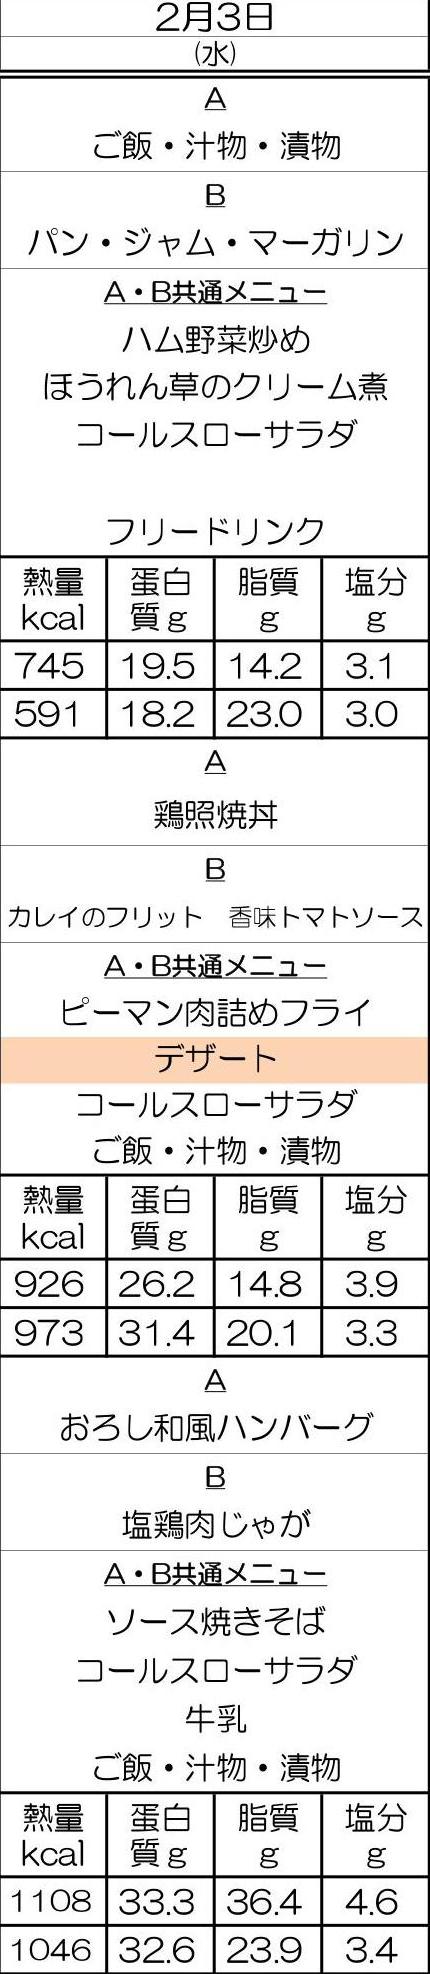 2月3日
(水)
A
ご飯・汁物・漬物
B
パン・ジャム・マーガリン
A・B共通メニュー
ハム野菜炒め
ほうれん草のクリーム煮
コールスローサラダ
フリードリンク
熱量 蛋白 脂質 塩分
kcal 質g g g
745 19.5 14.2 3.1
591 18.2 23.0 3.0
A
鶏照焼丼
B
カレイのフリット　香味トマトソース
A・B共通メニュー
ピーマン肉詰めフライ
デザート
コールスローサラダ
ご飯・汁物・漬物
熱量 蛋白 脂質 塩分
kcal 質g g g
926 26.2 14.8 3.9
973 31.4 20.1 3.3
A
おろし和風ハンバーグ
B
塩鶏肉じゃが
A・B共通メニュー
ソース焼きそば
コールスローサラダ
牛乳
ご飯・汁物・漬物
熱量 蛋白 脂質 塩分
kcal 質g g g
1108 33.3 36.4 4.6
1046 32.6 23.9 3.4